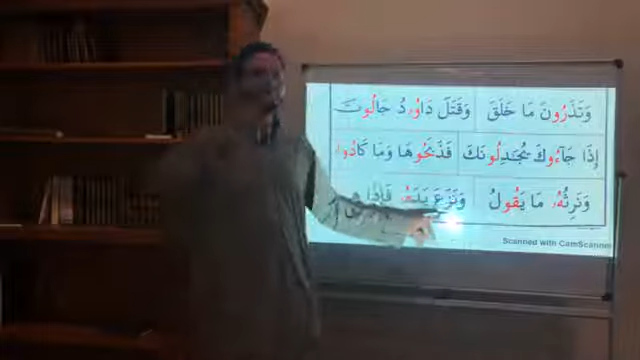 وَتَذَرُونَ مَا خَلَقَ وَقَتَلَ دَاوُۥدُ جَالُوتَ
إِذَا جَآءُوكَ يُجَـٰدِلُونَكَ فَذَبَحُوهَا وَمَا كَادُوا۟
وَنَرِثُهُۥ مَا يَقُولُ وَنَزَعَ يَدَهُۥ فَإِذَا هِيَ
Scanned with CamScanner